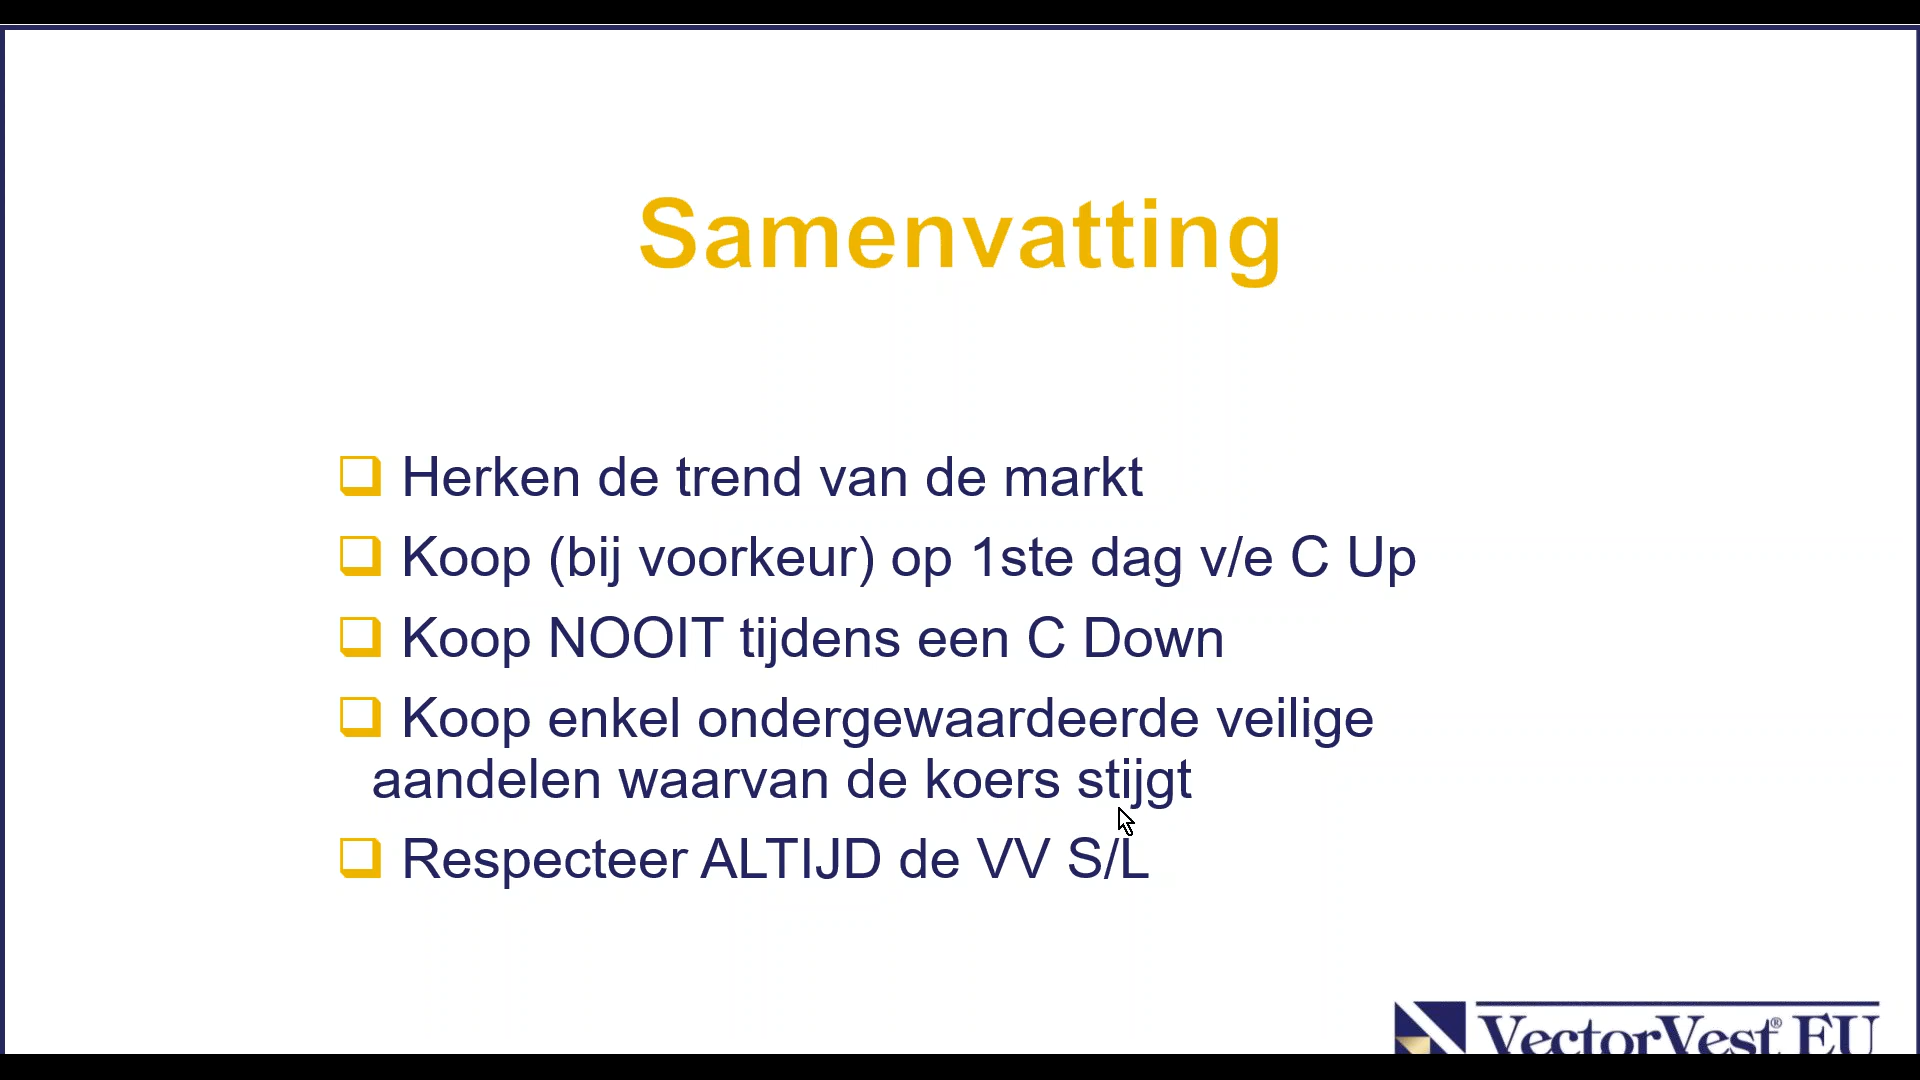 Samenvatting
Herken de trend van de markt
Koop (bij voorkeur) op 1ste dag v/e C Up
Koop NOOIT tijdens een C Down
Koop enkel ondergewaardeerde veilige
aandelen waarvan de koers stijgt
Respecteer ALTIJD de VV S/L
VectorVest® EU